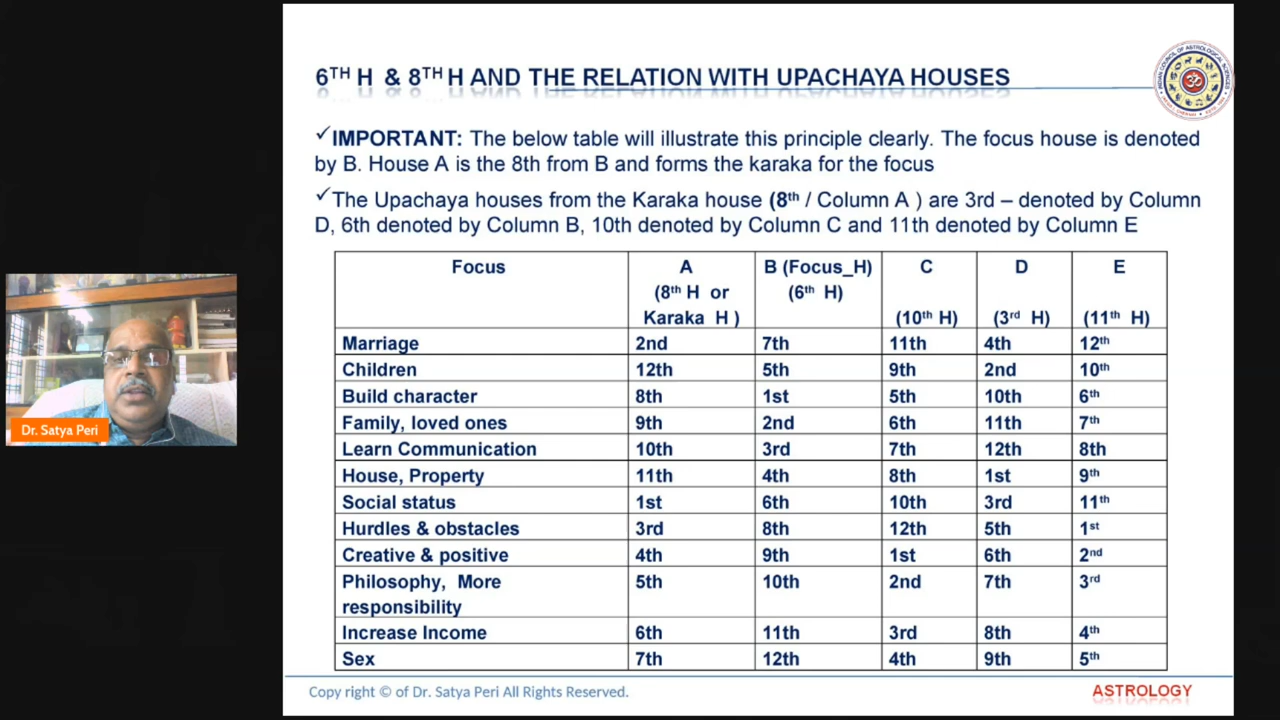 6TH H & 8TH H AND THE RELATION WITH UPACHAYA HOUSES
✓IMPORTANT: The below table will illustrate this principle clearly. The focus house is denoted
by B. House A is the 8th from B and forms the karaka for the focus
✓The Upachaya houses from the Karaka house (8th / Column A ) are 3rd – denoted by Column
D, 6th denoted by Column B, 10th denoted by Column C and 11th denoted by Column E
Focus A B (Focus_H) C D E
(8th H or (6th H)
Karaka H ) (10th H) (3rd H) (11th H)
Marriage 2nd 7th 11th 4th 12th
Children 12th 5th 9th 2nd 10th
Build character 8th 1st 5th 10th 6th
Family, loved ones 9th 2nd 6th 11th 7th
Learn Communication 10th 3rd 7th 12th 8th
House, Property 11th 4th 8th 1st 9th
Social status 1st 6th 10th 3rd 11th
Hurdles & obstacles 3rd 8th 12th 5th 1st
Creative & positive 4th 9th 1st 6th 2nd
Philosophy, More 5th 10th 2nd 7th 3rd
responsibility
Increase Income 6th 11th 3rd 8th 4th
Sex 7th 12th 4th 9th 5th
Dr. Satya Peri
Copy right © of Dr. Satya Peri All Rights Reserved.
ASTROLOGY